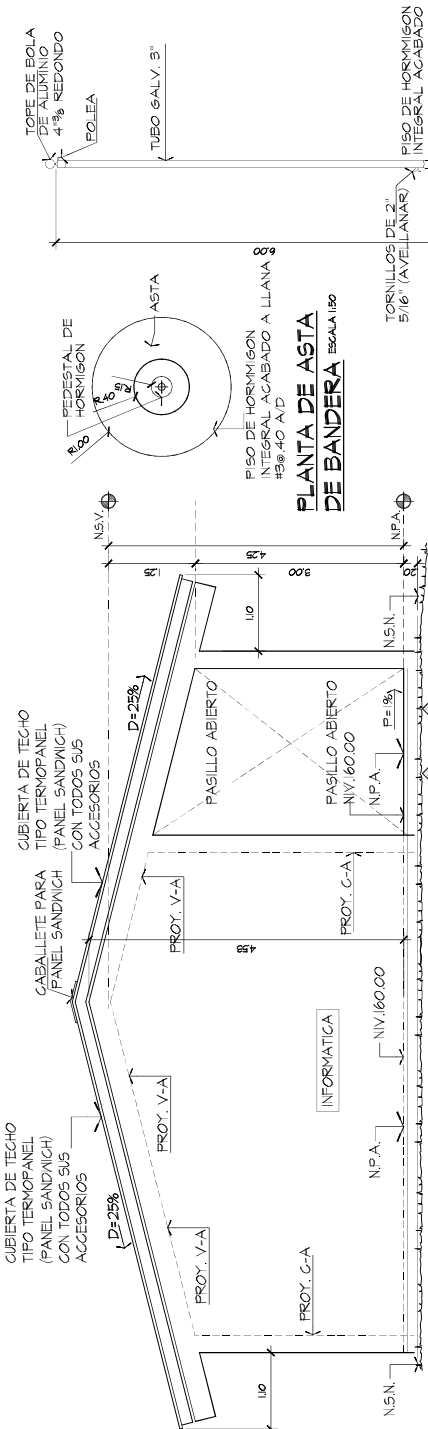 CUBIERTA DE TECHO
TIPO TERMOPANEL
(PANEL SANDWICH)
CON TODOS SUS
ACCESORIOS
D=25%
CABALLETE PARA
PANEL SANDWICH
CUBIERTA DE TECHO
TIPO TERMOPANEL
(PANEL SANDWICH)
CON TODOS SUS
ACCESORIOS
D=25%
N.S.V.
PROY. V-A
PROY. V-A
PROY. V-A
1.25
4.25
3.00
1.10
1.10
4.53
PASILLO ABIERTO
PASILLO ABIERTO
NIV.160.00
N.P.A.
P=1%
PROY. C-A
PROY. C-A
INFORMATICA
NIV.160.00
N.P.A.
N.P.A.
N.S.N.
N.S.N.
PEDESTAL DE
HORMIGON
ASTA
R1.00
R.40
R.15
PISO DE HORMMIGON
INTEGRAL ACABADO A LLANA
#3@.40 A/D
PLANTA DE ASTA
DE BANDERA ESCALA 1:50
TOPE DE BOLA
DE ALUMINIO
4"3/8 REDONDO
POLEA
TUBO GALV. 3"
6.00
TORNILLOS DE 2"
5/16" (AVELLANAR)
PISO DE HORMMIGON
INTEGRAL ACABADO